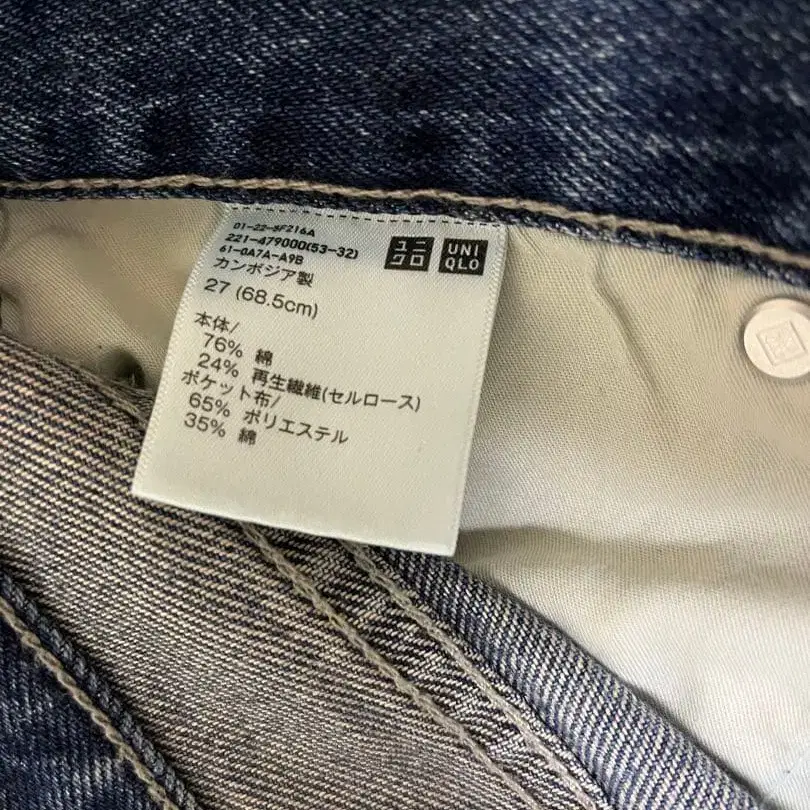 01-22-SF216A
221-479000(53-32)
61-0A7A-A9B
カンボジア製
27 (68.5cm)
本体/
76% 綿
24% 再生繊維(セルロース)
ポケット布/
65% ポリエステル
35% 綿
ユニ
クロ
UNI
QLO